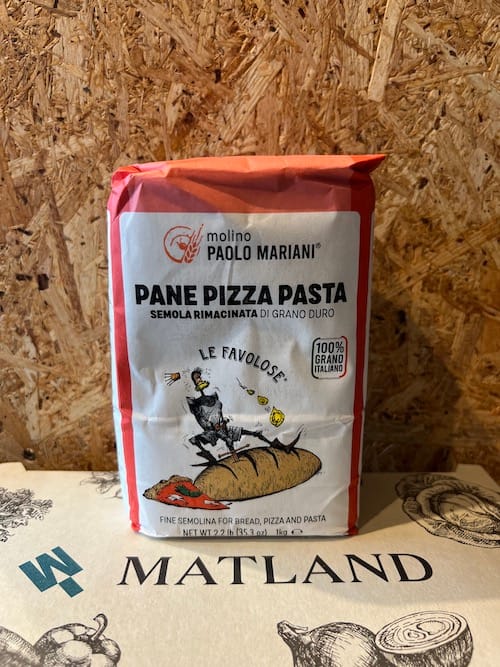 molino
PAOLO MARIANI®
PANE PIZZA PASTA
SEMOLA RIMACINATA DI GRANO DURO
LE FAVOLOSE®
100%
GRANO
ITALIANO
FINE SEMOLINA FOR BREAD, PIZZA AND PASTA
NET WT 2.2 lb (35.3 oz) 1kg ℮
MATLAND